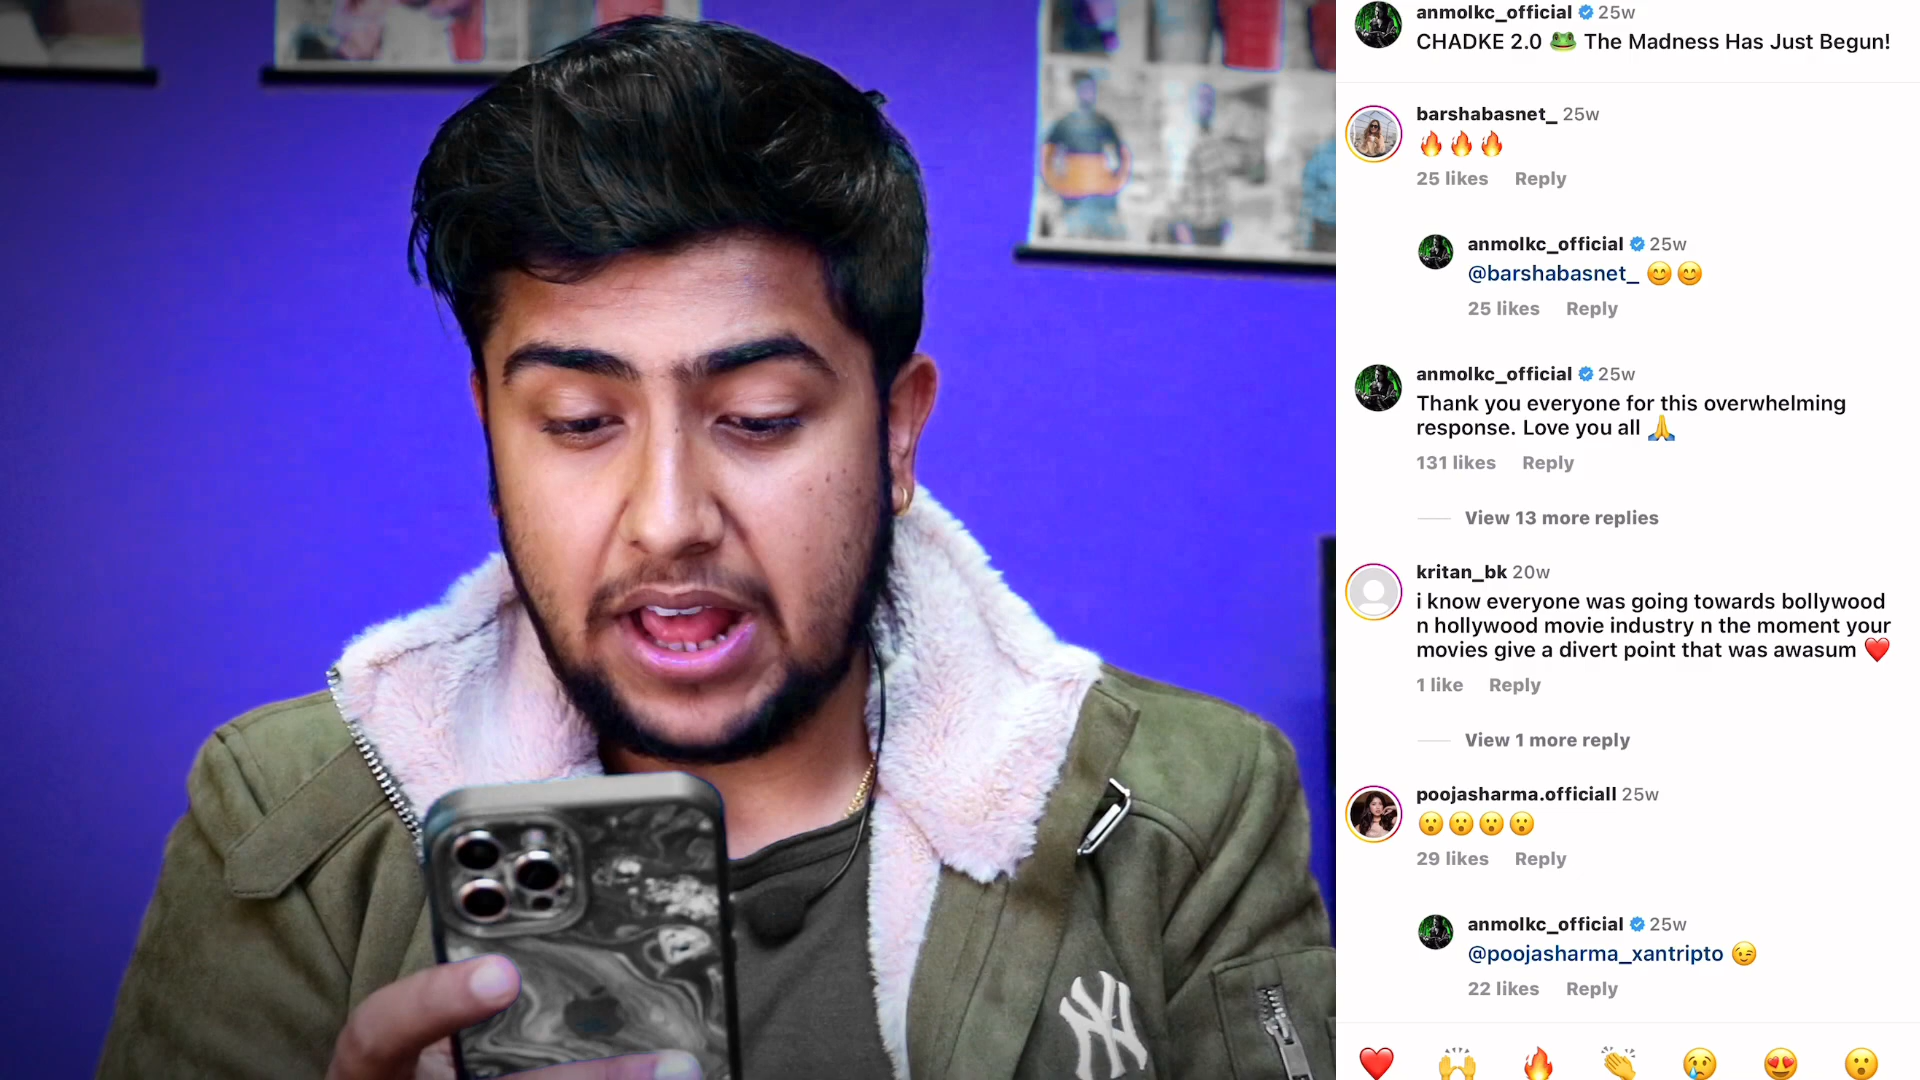 anmolkc_official 25w
CHADKE 2.0 🐸 The Madness Has Just Begun!
barshabasnet_ 25w
🔥🔥🔥
25 likes Reply
anmolkc_official 25w
@barshabasnet_ 😊😊
25 likes Reply
anmolkc_official 25w
Thank you everyone for this overwhelming
response. Love you all 🙏
131 likes Reply
View 13 more replies
kritan_bk 20w
i know everyone was going towards bollywood
n hollywood movie industry n the moment your
movies give a divert point that was awasum ❤️
1 like Reply
View 1 more reply
poojasharma.officiall 25w
😮😮😮😮
29 likes Reply
anmolkc_official 25w
@poojasharma_xantripto 😉
22 likes Reply
❤️ 🙌 🔥 👏 😢 😍 😮
NY